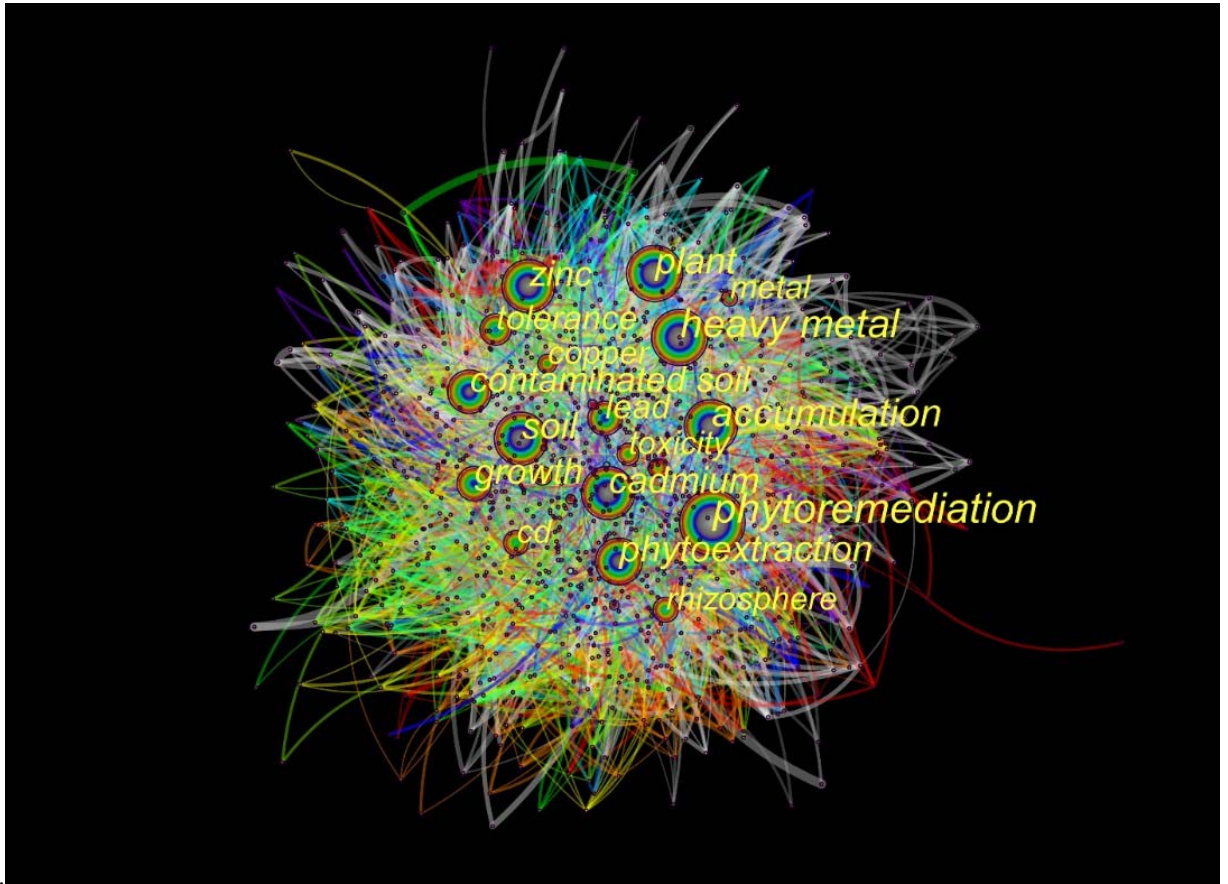 plant
zinc
metal
tolerance
heavy metal
copper
contaminated soil
lead
accumulation
soil
toxicity
growth
cadmium
phytoremediation
cd
phytoextraction
rhizosphere